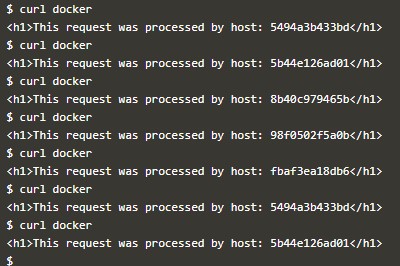 $ curl docker
<h1>This request was processed by host: 5494a3b433bd</h1>
$ curl docker
<h1>This request was processed by host: 5b44e126ad01</h1>
$ curl docker
<h1>This request was processed by host: 8b40c979465b</h1>
$ curl docker
<h1>This request was processed by host: 98f0502f5a0b</h1>
$ curl docker
<h1>This request was processed by host: fbaf3ea18db6</h1>
$ curl docker
<h1>This request was processed by host: 5494a3b433bd</h1>
$ curl docker
<h1>This request was processed by host: 5b44e126ad01</h1>
$